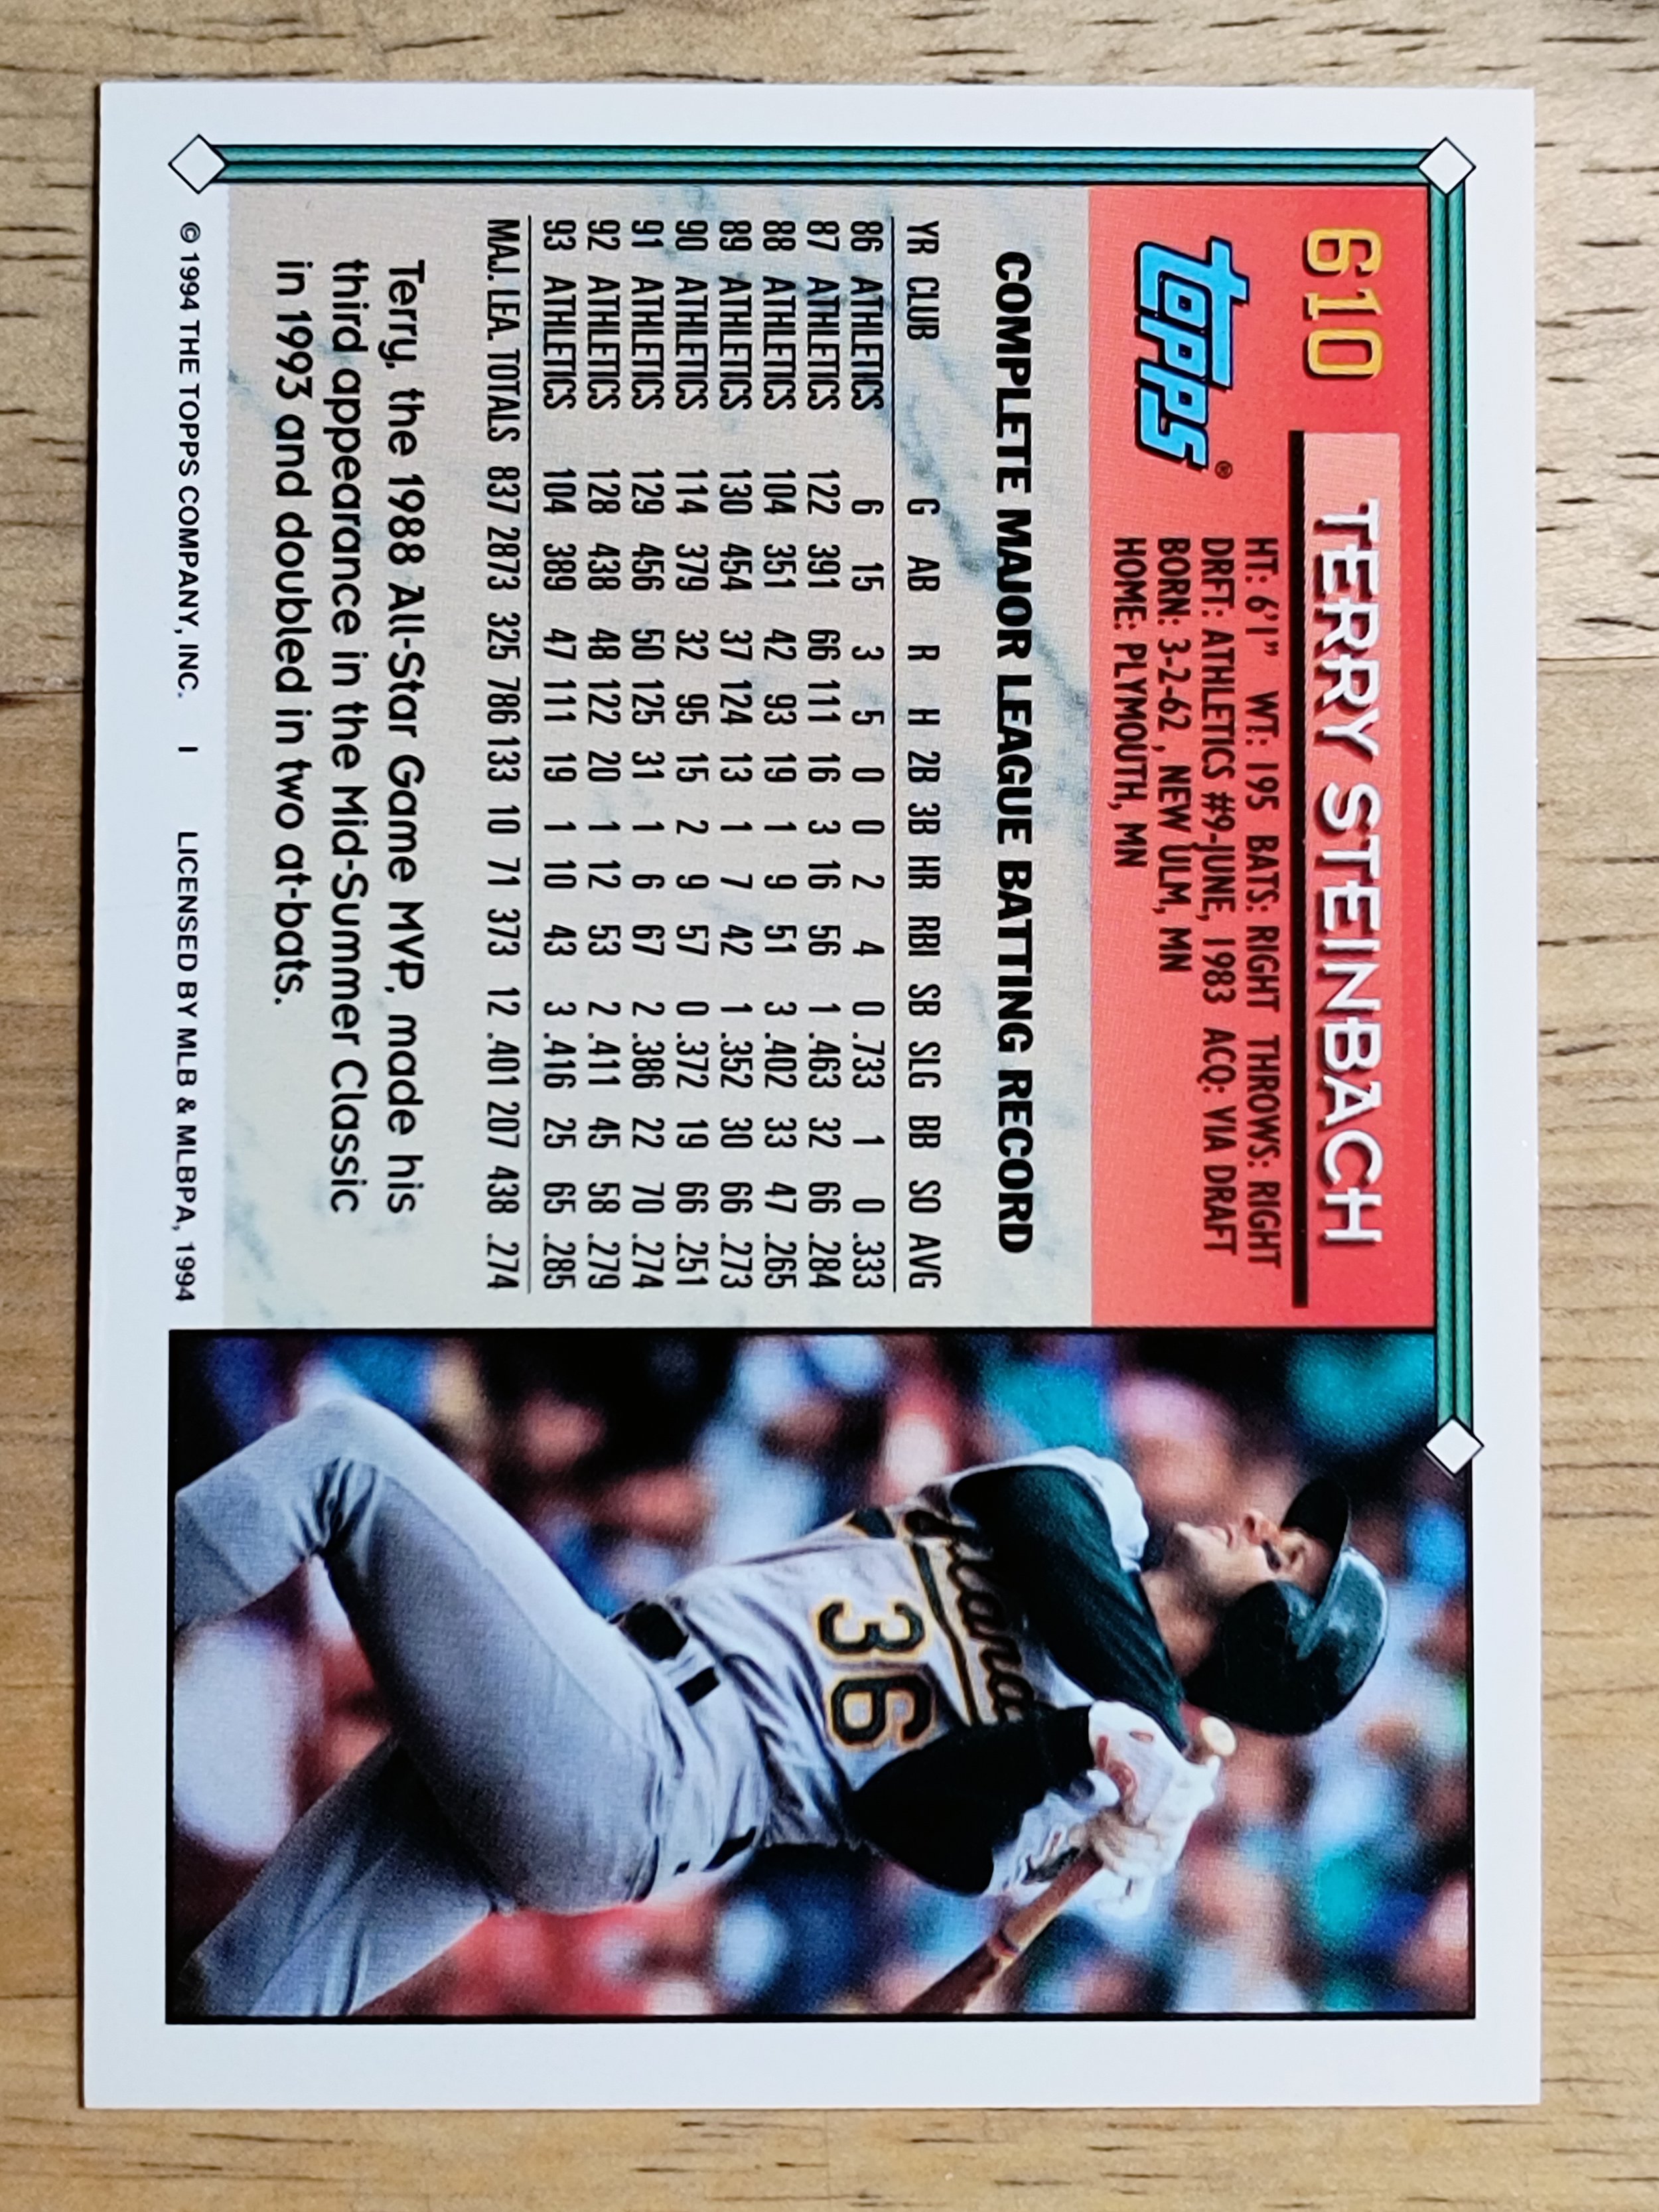 610
TERRY STEINBACH
topps®
HT: 6'1" WT: 195 BATS: RIGHT THROWS: RIGHT
DRFT: ATHLETICS #9-JUNE, 1983 ACQ: VIA DRAFT
BORN: 3-2-62, NEW ULM, MN
HOME: PLYMOUTH, MN
COMPLETE MAJOR LEAGUE BATTING RECORD
YR CLUB G AB R H 2B 3B HR RBI SB SLG BB SO AVG
86 ATHLETICS 6 15 3 5 0 0 2 4 0 .733 1 0 .333
87 ATHLETICS 122 391 66 111 16 3 16 56 1 .463 32 66 .284
88 ATHLETICS 104 351 42 93 19 1 9 51 3 .402 33 47 .265
89 ATHLETICS 130 454 37 124 13 1 7 42 1 .352 30 66 .273
90 ATHLETICS 114 379 32 95 15 2 9 57 0 .372 19 66 .251
91 ATHLETICS 129 456 50 125 31 1 6 67 2 .386 22 70 .274
92 ATHLETICS 128 438 48 122 20 1 12 53 2 .411 45 58 .279
93 ATHLETICS 104 389 47 111 19 1 10 43 3 .416 25 65 .285
MAJ. LEA. TOTALS 837 2873 325 786 133 10 71 373 12 .401 207 438 .274
Terry, the 1988 All-Star Game MVP, made his
third appearance in the Mid-Summer Classic
in 1993 and doubled in two at-bats.
© 1994 THE TOPPS COMPANY, INC. I LICENSED BY MLB & MLBPA, 1994
36